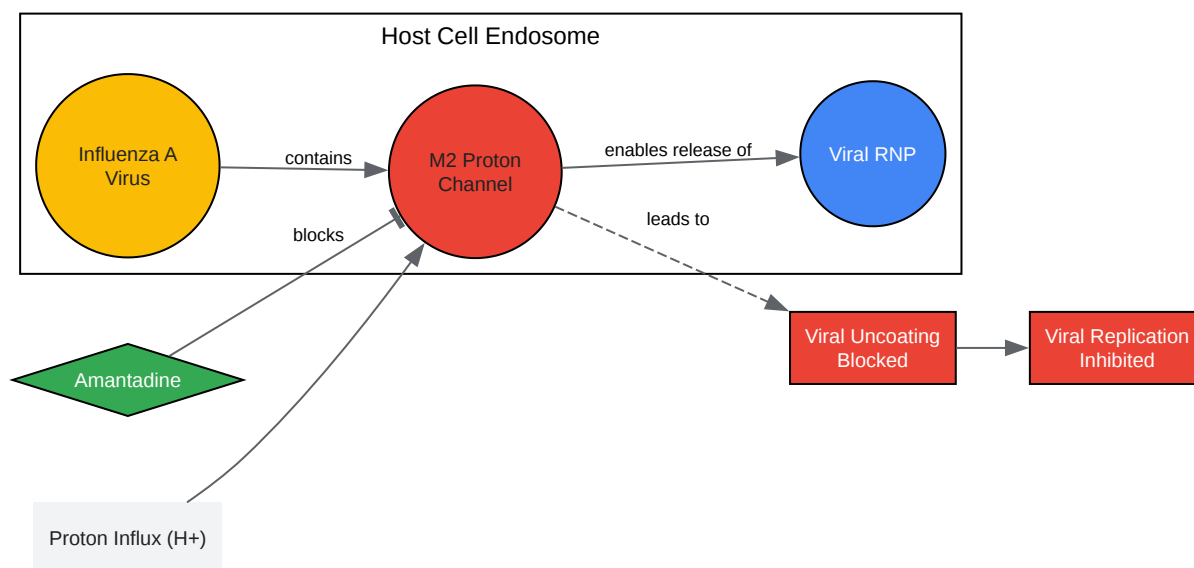 Host Cell Endosome
Influenza A
Virus
contains
M2 Proton
Channel
enables release of
Viral RNP
blocks
leads to
Amantadine
Viral Uncoating
Blocked
Viral Replication
Inhibited
Proton Influx (H+)